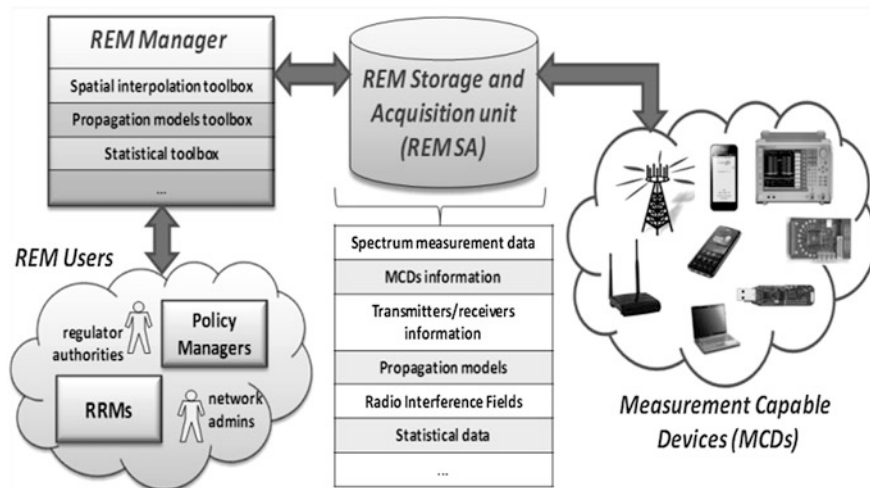 REM Manager
Spatial interpolation toolbox
Propagation models toolbox
Statistical toolbox
...
REM Storage and
Acquisition unit
(REM SA)
Spectrum measurement data
MCDs information
Transmitters/receivers
information
Propagation models
Radio Interference Fields
Statistical data
...
REM Users
regulator
authorities
Policy
Managers
RRMs
network
admins
Measurement Capable
Devices (MCDs)